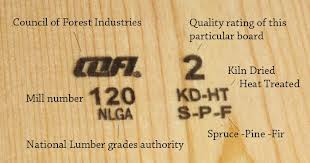 Council of Forest Industries
Quality rating of this
particular board
COFI
2
Kiln Dried
Heat Treated
Mill number
120
KD-HT
NLGA
S-P-F
National Lumber grades authority
Spruce -Pine -Fir